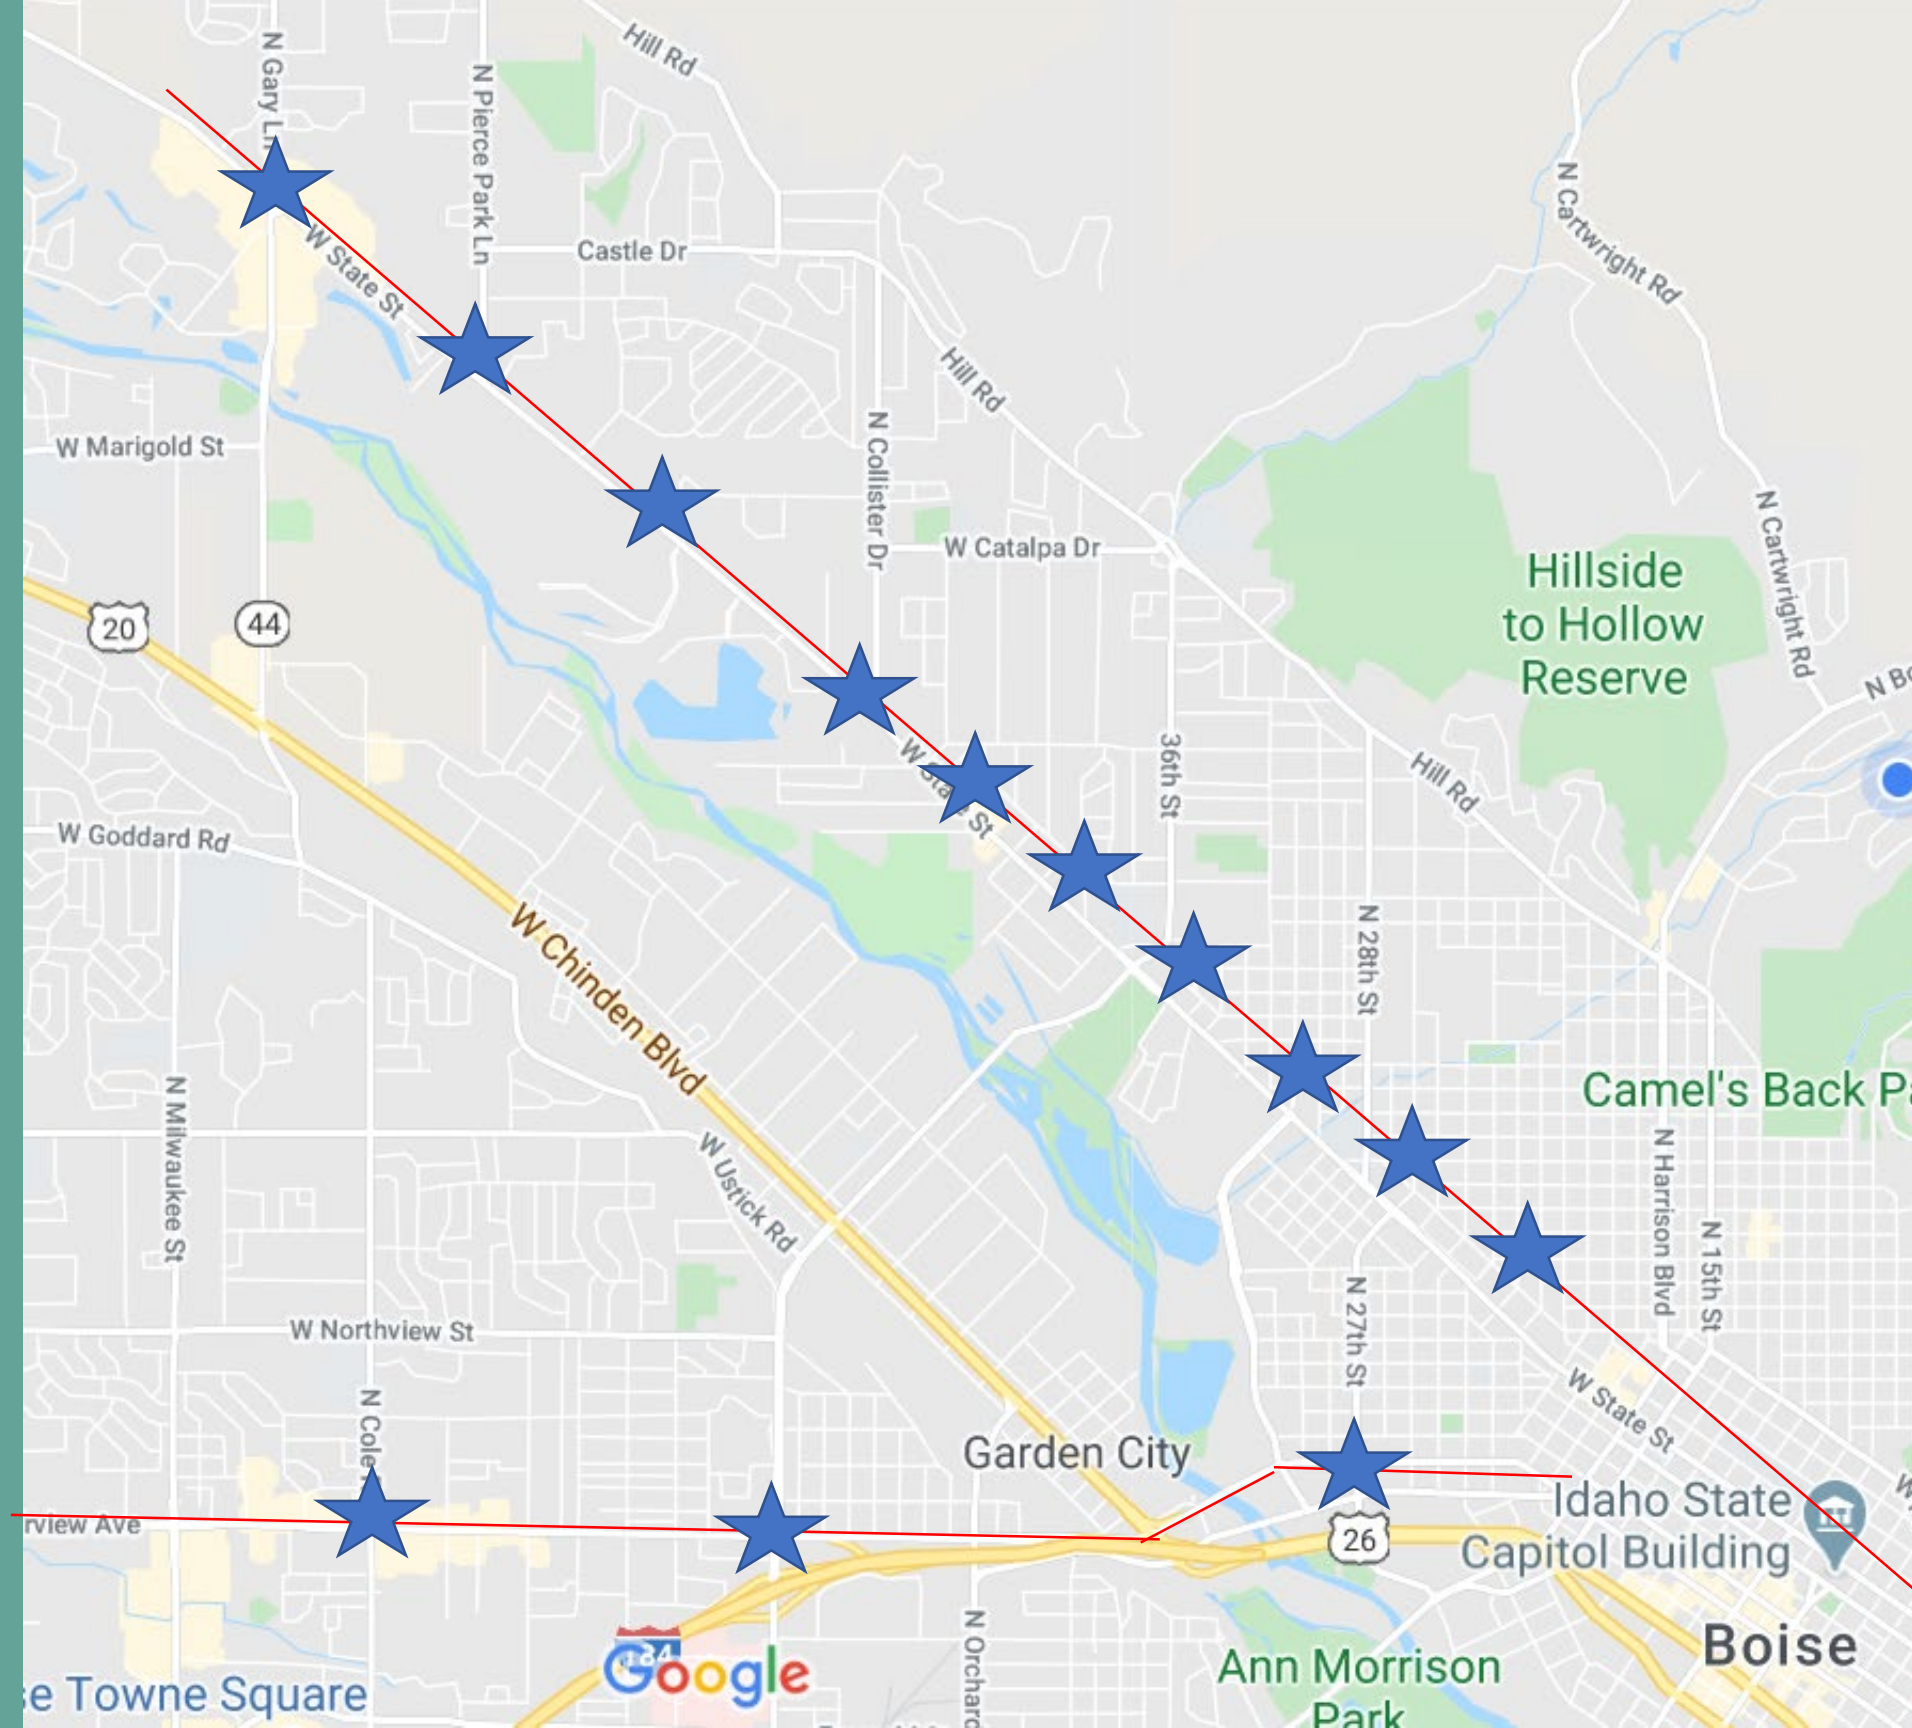 N Gary Ln
N Pierce Park Ln
Hill Rd
N Cartwright Rd
W State St
Castle Dr
Hill Rd
W Marigold St
N Collister Dr
W Catalpa Dr
N Cartwright Rd
Hillside
to Hollow
Reserve
20
44
N Bo
W State St
36th St
Hill Rd
W Goddard Rd
W Chinden Blvd
N 28th St
Camel's Back Pa
N Milwaukee St
W Ustick Rd
N Harrison Blvd
N 15th St
W Northview St
N 27th St
W State St
N Cole
Garden City
rview Ave
Idaho State
Capitol Building
26
W
N Orchard
184
Google
Boise
Ann Morrison
Park
se Towne Square